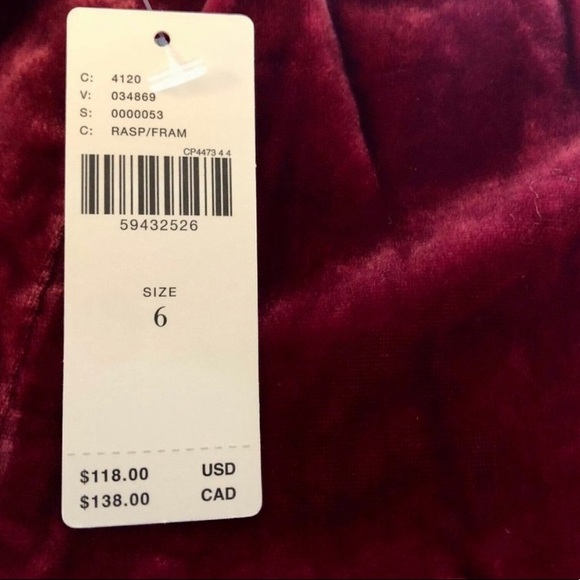 C: 4120
V: 034869
S: 0000053
C: RASP/FRAM
CP4473 4 4
59432526
SIZE
6
$118.00 USD
$138.00 CAD